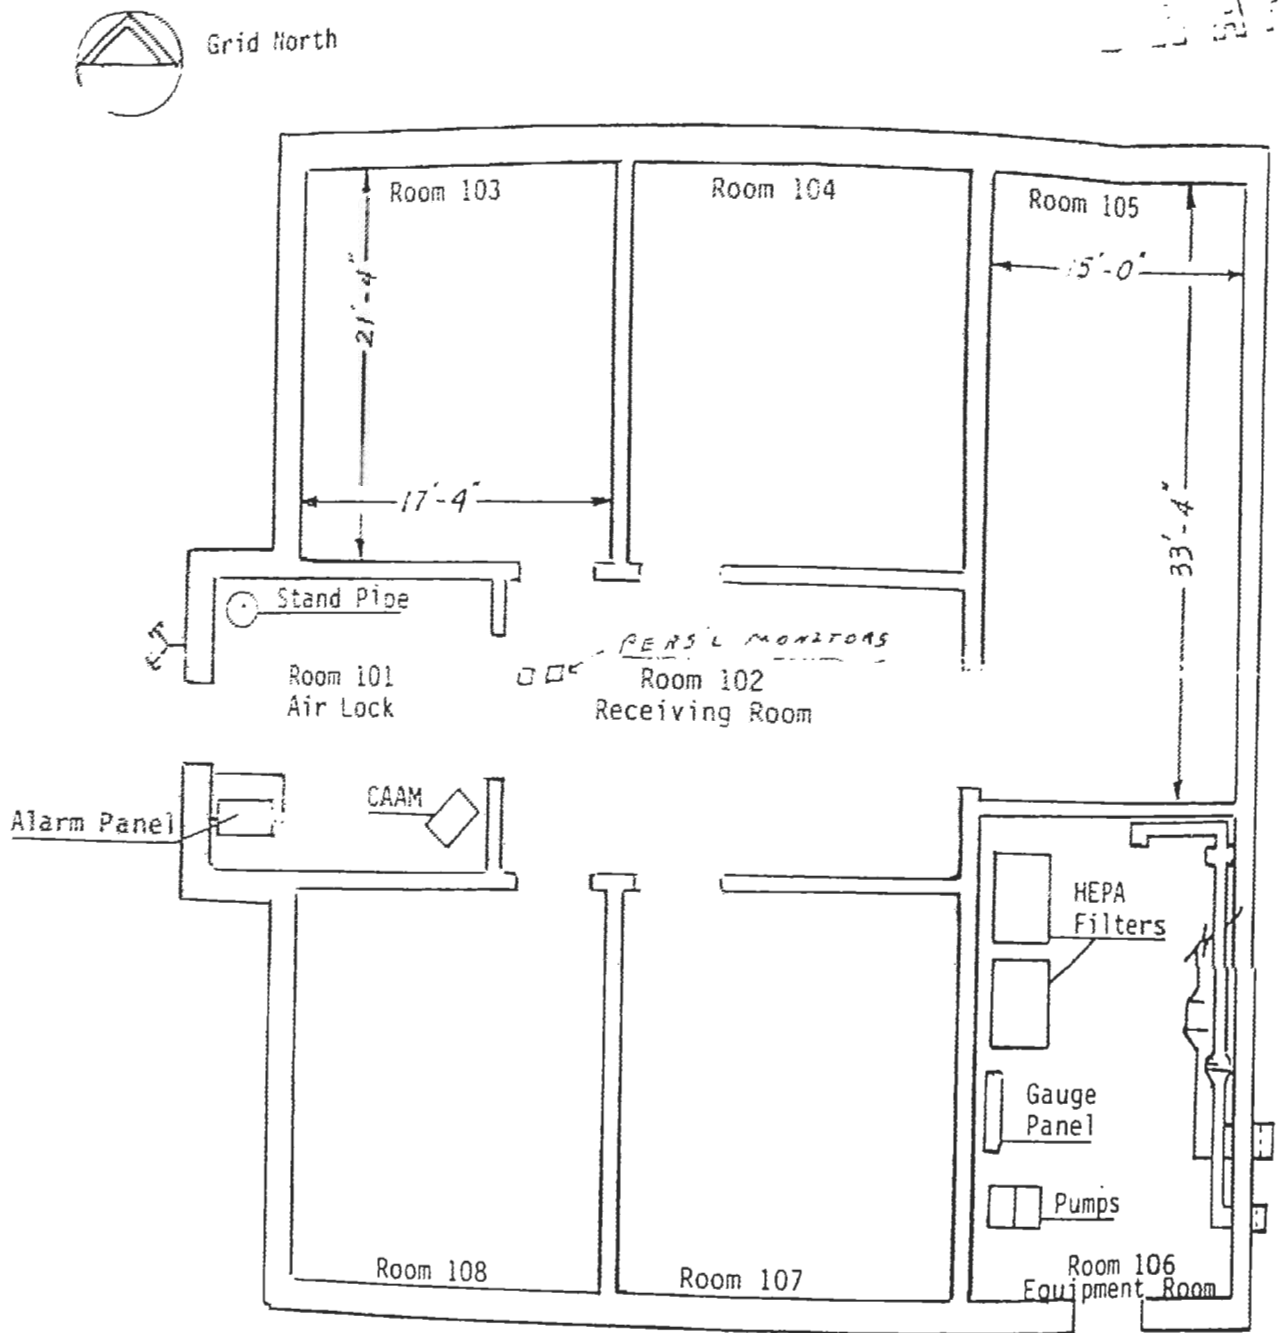 Grid North
Room 103
Room 104
Room 105
21'-4"
15'-0"
17'-4"
33'-4"
Stand Pipe
PERS'L MONITORS
Room 101
Air Lock
Room 102
Receiving Room
CAAM
Alarm Panel
HEPA
Filters
Gauge
Panel
Pumps
Room 108
Room 107
Room 106
Equipment Room